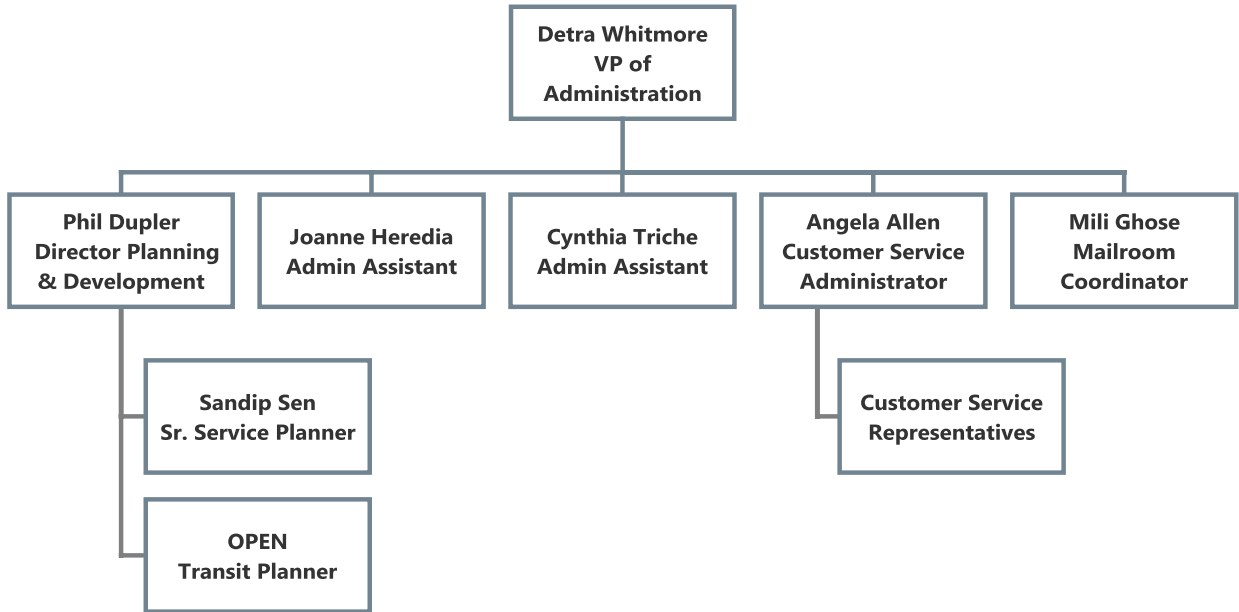 Detra Whitmore
VP of
Administration
Phil Dupler
Director Planning
& Development
Joanne Heredia
Admin Assistant
Cynthia Triche
Admin Assistant
Angela Allen
Customer Service
Administrator
Mili Ghose
Mailroom
Coordinator
Sandip Sen
Sr. Service Planner
Customer Service
Representatives
OPEN
Transit Planner